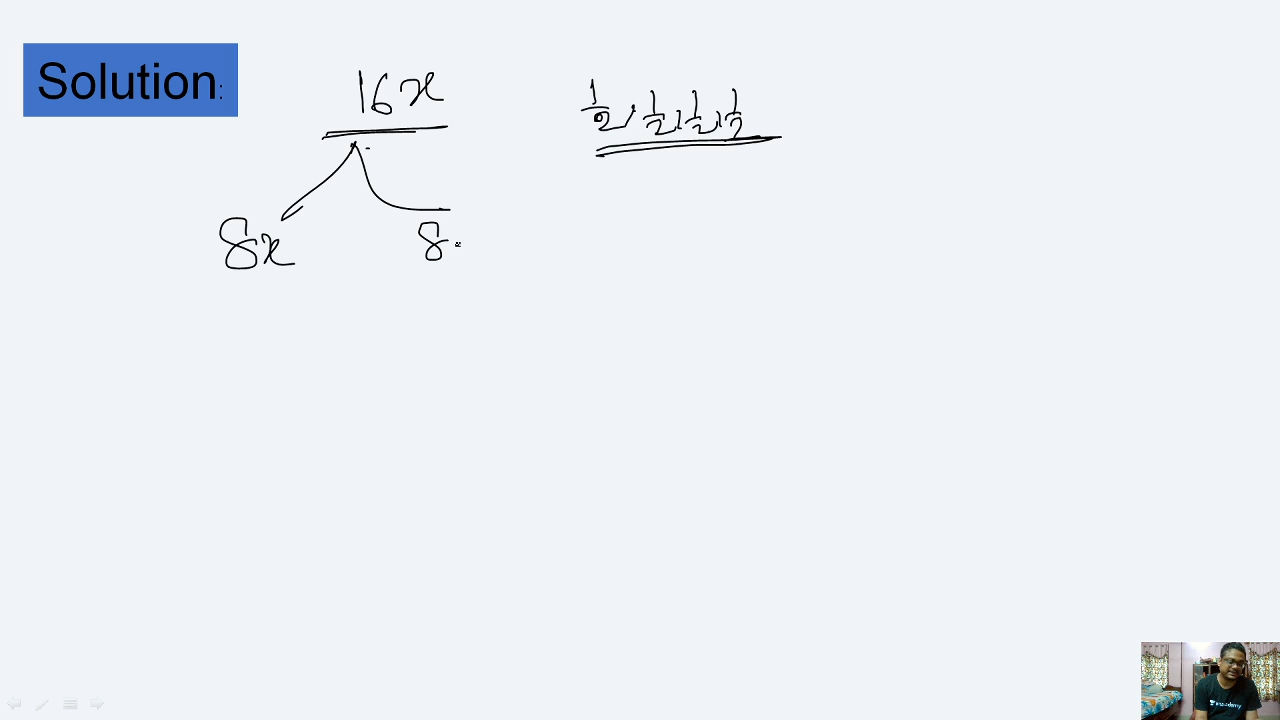 Solution:
16x
1/2, 1/2, 1/2, 1/2
8x 8